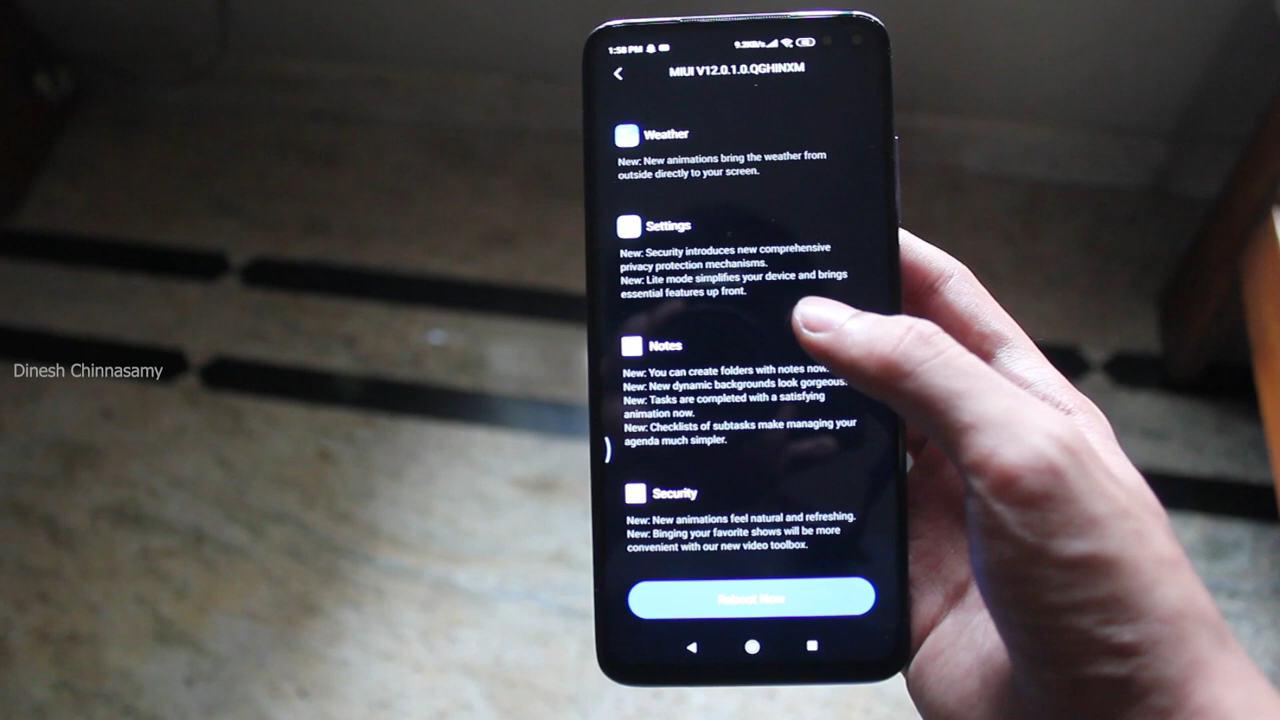 1:58 PM
9.2KB/s
MIUI V12.0.1.0.QGHINXM
Weather
New: New animations bring the weather from
outside directly to your screen.
Settings
New: Security introduces new comprehensive
privacy protection mechanisms.
New: Lite mode simplifies your device and brings
essential features up front.
Notes
New: You can create folders with notes now.
New: New dynamic backgrounds look gorgeous.
New: Tasks are completed with a satisfying
animation now.
New: Checklists of subtasks make managing your
agenda much simpler.
Security
New: New animations feel natural and refreshing.
New: Binging your favorite shows will be more
convenient with our new video toolbox.
Reboot Now
Dinesh Chinnasamy